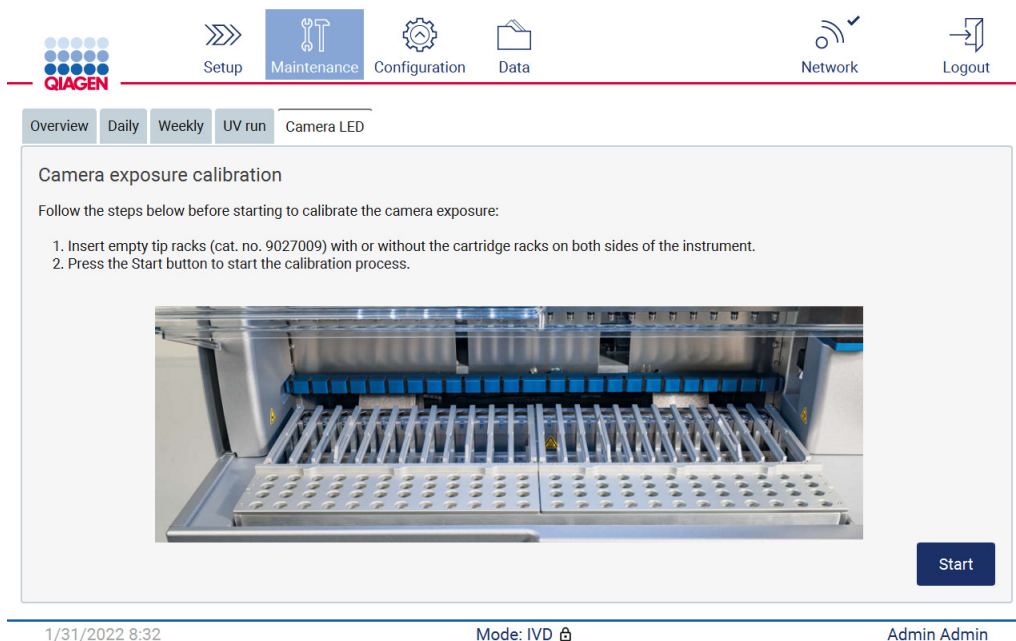 QIAGEN
Setup
Maintenance
Configuration
Data
Network
Logout
Overview
Daily
Weekly
UV run
Camera LED
Camera exposure calibration
Follow the steps below before starting to calibrate the camera exposure:
1. Insert empty tip racks (cat. no. 9027009) with or without the cartridge racks on both sides of the instrument.
2. Press the Start button to start the calibration process.
Start
1/31/2022 8:32
Mode: IVD
Admin Admin